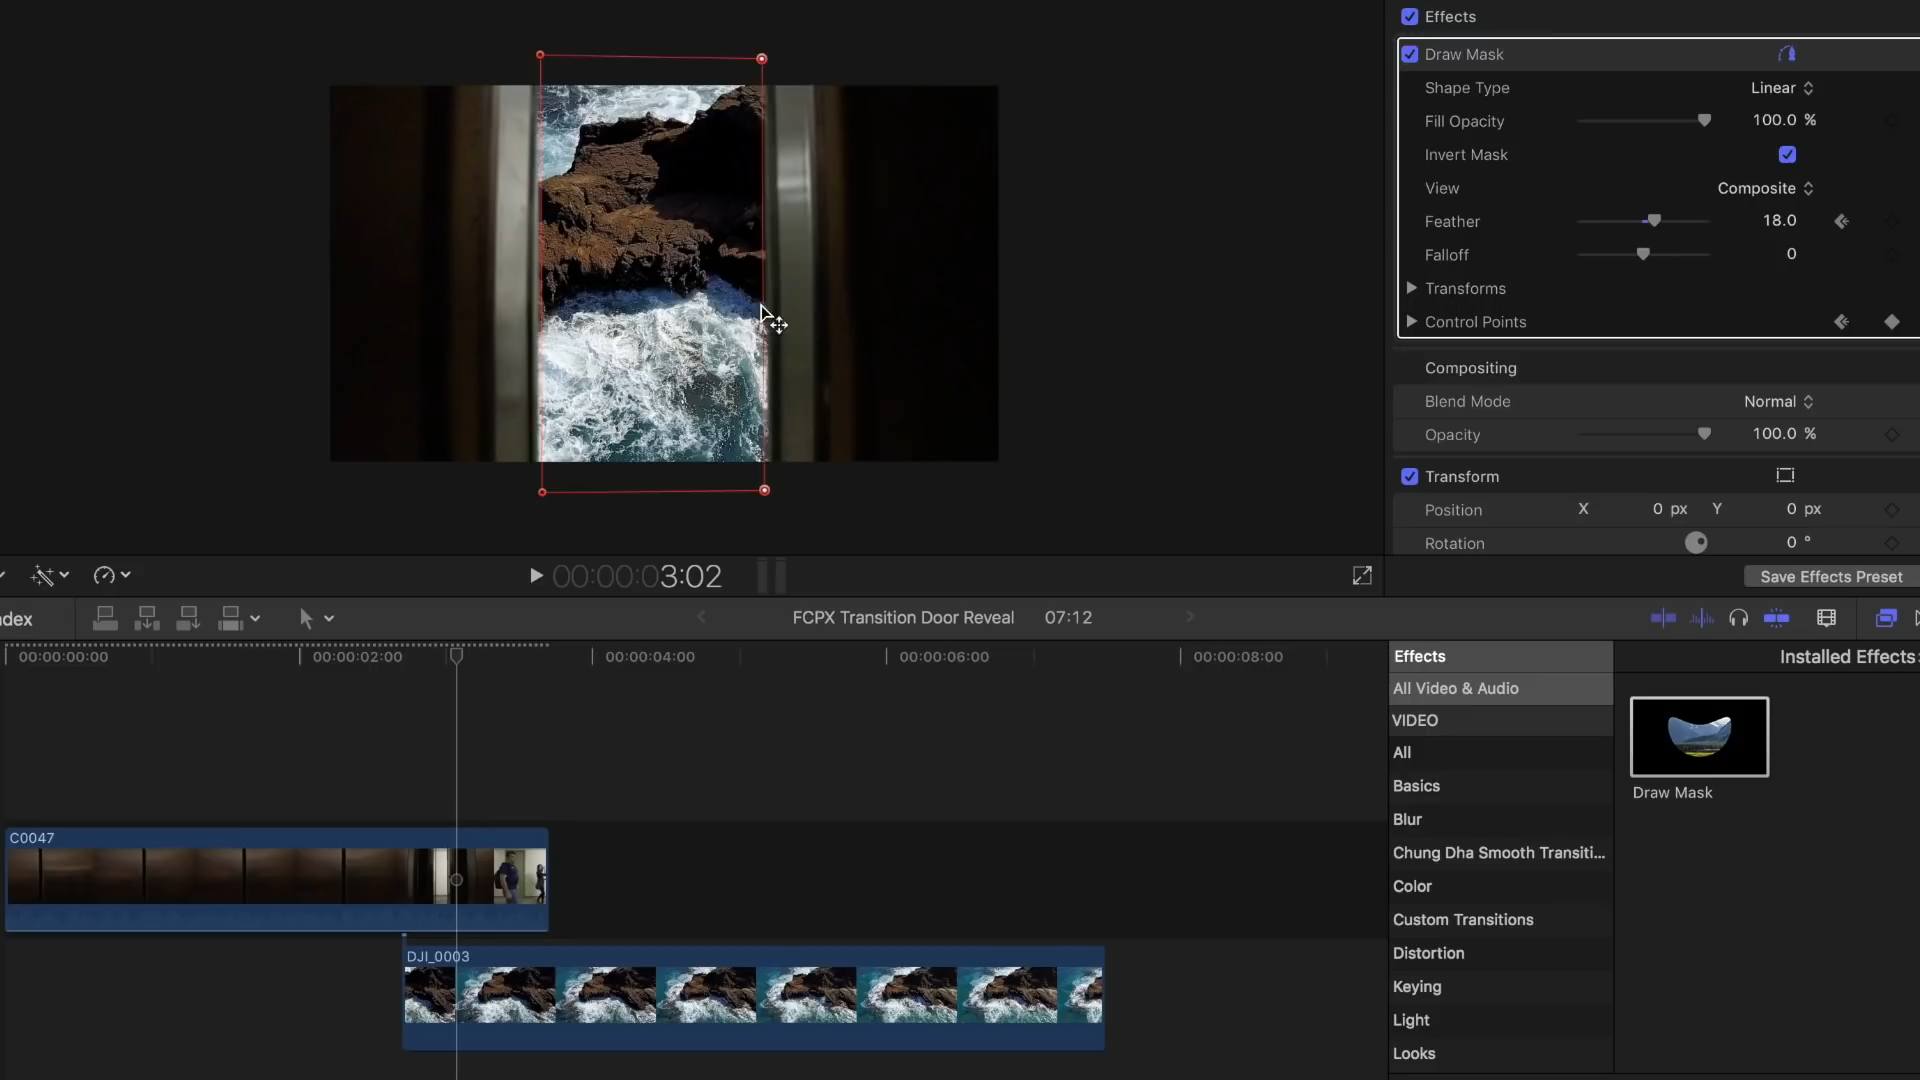 Effects
Draw Mask
Shape Type Linear
Fill Opacity 100.0 %
Invert Mask
View Composite
Feather 18.0
Falloff 0
Transforms
Control Points
Compositing
Blend Mode Normal
Opacity 100.0 %
Transform
Position X 0 px Y 0 px
Rotation 0 °
Save Effects Preset
00:00:03:02
ndex
FCPX Transition Door Reveal 07:12
00:00:00:00 00:00:02:00 00:00:04:00 00:00:06:00 00:00:08:00
C0047
DJI_0003
Effects
Installed Effects
All Video & Audio
VIDEO
All
Basics
Blur
Chung Dha Smooth Transiti...
Color
Custom Transitions
Distortion
Keying
Light
Looks
Draw Mask